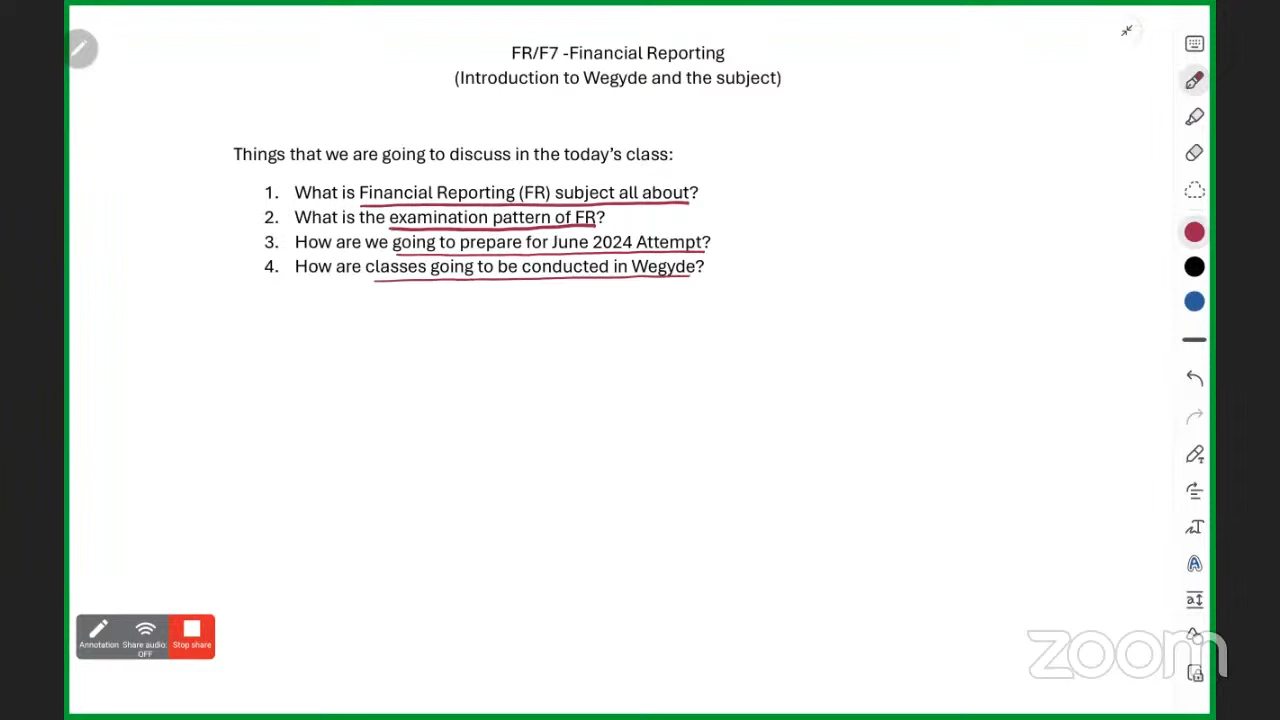 FR/F7 -Financial Reporting
(Introduction to Wegyde and the subject)
Things that we are going to discuss in the today's class:
1. What is Financial Reporting (FR) subject all about?
2. What is the examination pattern of FR?
3. How are we going to prepare for June 2024 Attempt?
4. How are classes going to be conducted in Wegyde?
Annotation
Share audio: OFF
Stop share
zoom